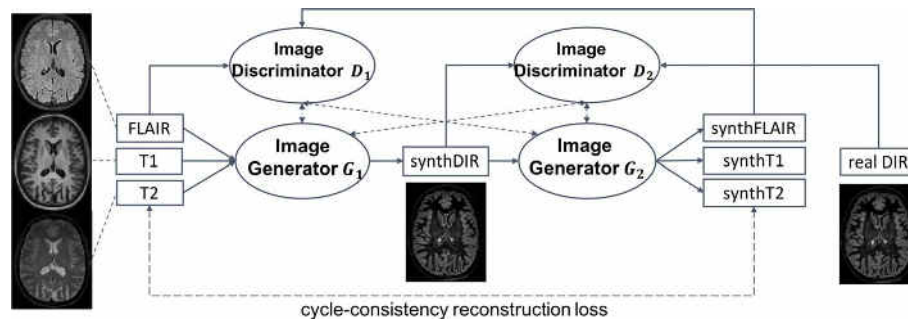 Image
Discriminator D₁
Image
Discriminator D₂
FLAIR
T1
T2
Image
Generator G₁
synthDIR
Image
Generator G₂
synthFLAIR
synthT1
synthT2
real DIR
cycle-consistency reconstruction loss